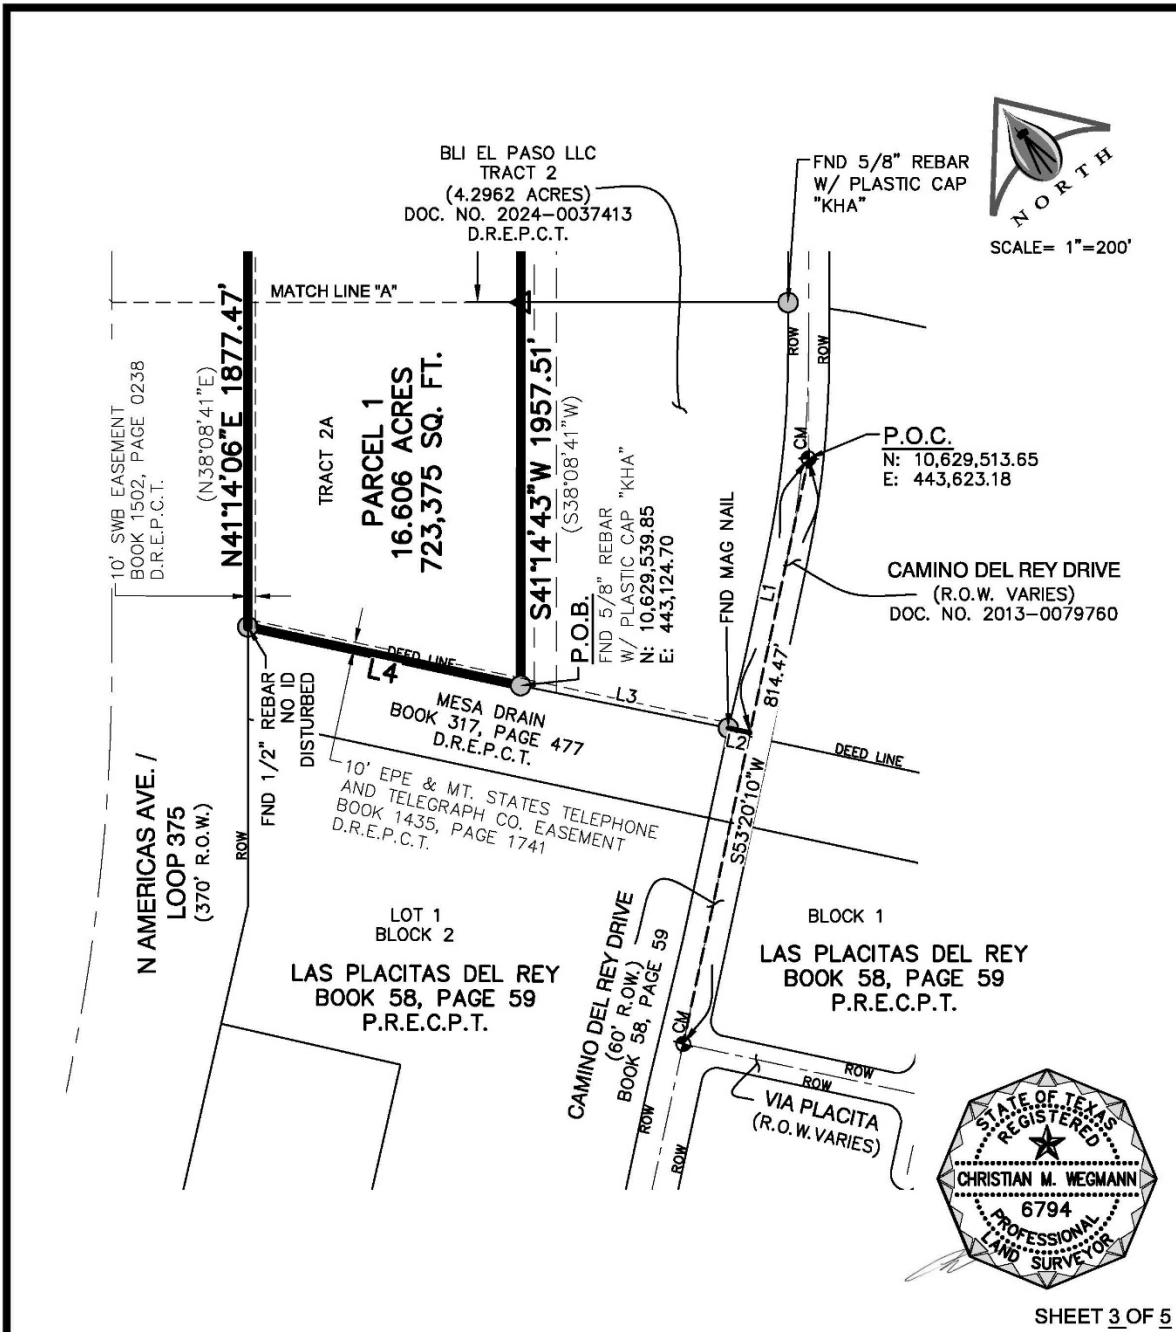 BLI EL PASO LLC
TRACT 2
(4.2962 ACRES)
DOC. NO. 2024-0037413
D.R.E.P.C.T.
FND 5/8" REBAR
W/ PLASTIC CAP
"KHA"
NORTH
SCALE= 1"=200'
MATCH LINE "A"
10' SWB EASEMENT
BOOK 1502, PAGE 0238
D.R.E.P.C.T.
(N38°08'41"E)
N41°14'06"E 1877.47'
TRACT 2A
PARCEL 1
16.606 ACRES
723,375 SQ. FT.
S41°14'43"W 1957.51'
(S38°08'41"W)
P.O.B.
FND 5/8" REBAR
W/ PLASTIC CAP "KHA"
N: 10,629,539.85
E: 443,124.70
FND MAG NAIL
ROW
ROW
CM
P.O.C.
N: 10,629,513.65
E: 443,623.18
L1
CAMINO DEL REY DRIVE
(R.O.W. VARIES)
DOC. NO. 2013-0079760
814.47'
S53°20'10"W
DEED LINE
L4
L3
L2
DEED LINE
MESA DRAIN
BOOK 317, PAGE 477
D.R.E.P.C.T.
FND 1/2" REBAR
NO ID
DISTURBED
10' EPE & MT. STATES TELEPHONE
AND TELEGRAPH CO. EASEMENT
BOOK 1435, PAGE 1741
D.R.E.P.C.T.
N AMERICAS AVE. /
LOOP 375
(370' R.O.W.)
ROW
LOT 1
BLOCK 2
LAS PLACITAS DEL REY
BOOK 58, PAGE 59
P.R.E.C.P.T.
CAMINO DEL REY DRIVE
(60' R.OW.)
BOOK 58, PAGE 59
BLOCK 1
LAS PLACITAS DEL REY
BOOK 58, PAGE 59
P.R.E.C.P.T.
CM
ROW
ROW
VIA PLACITA
(R.O.W.VARIES)
ROW
ROW
STATE OF TEXAS
REGISTERED
CHRISTIAN M. WEGMANN
6794
PROFESSIONAL
LAND SURVEYOR
SHEET 3 OF 5